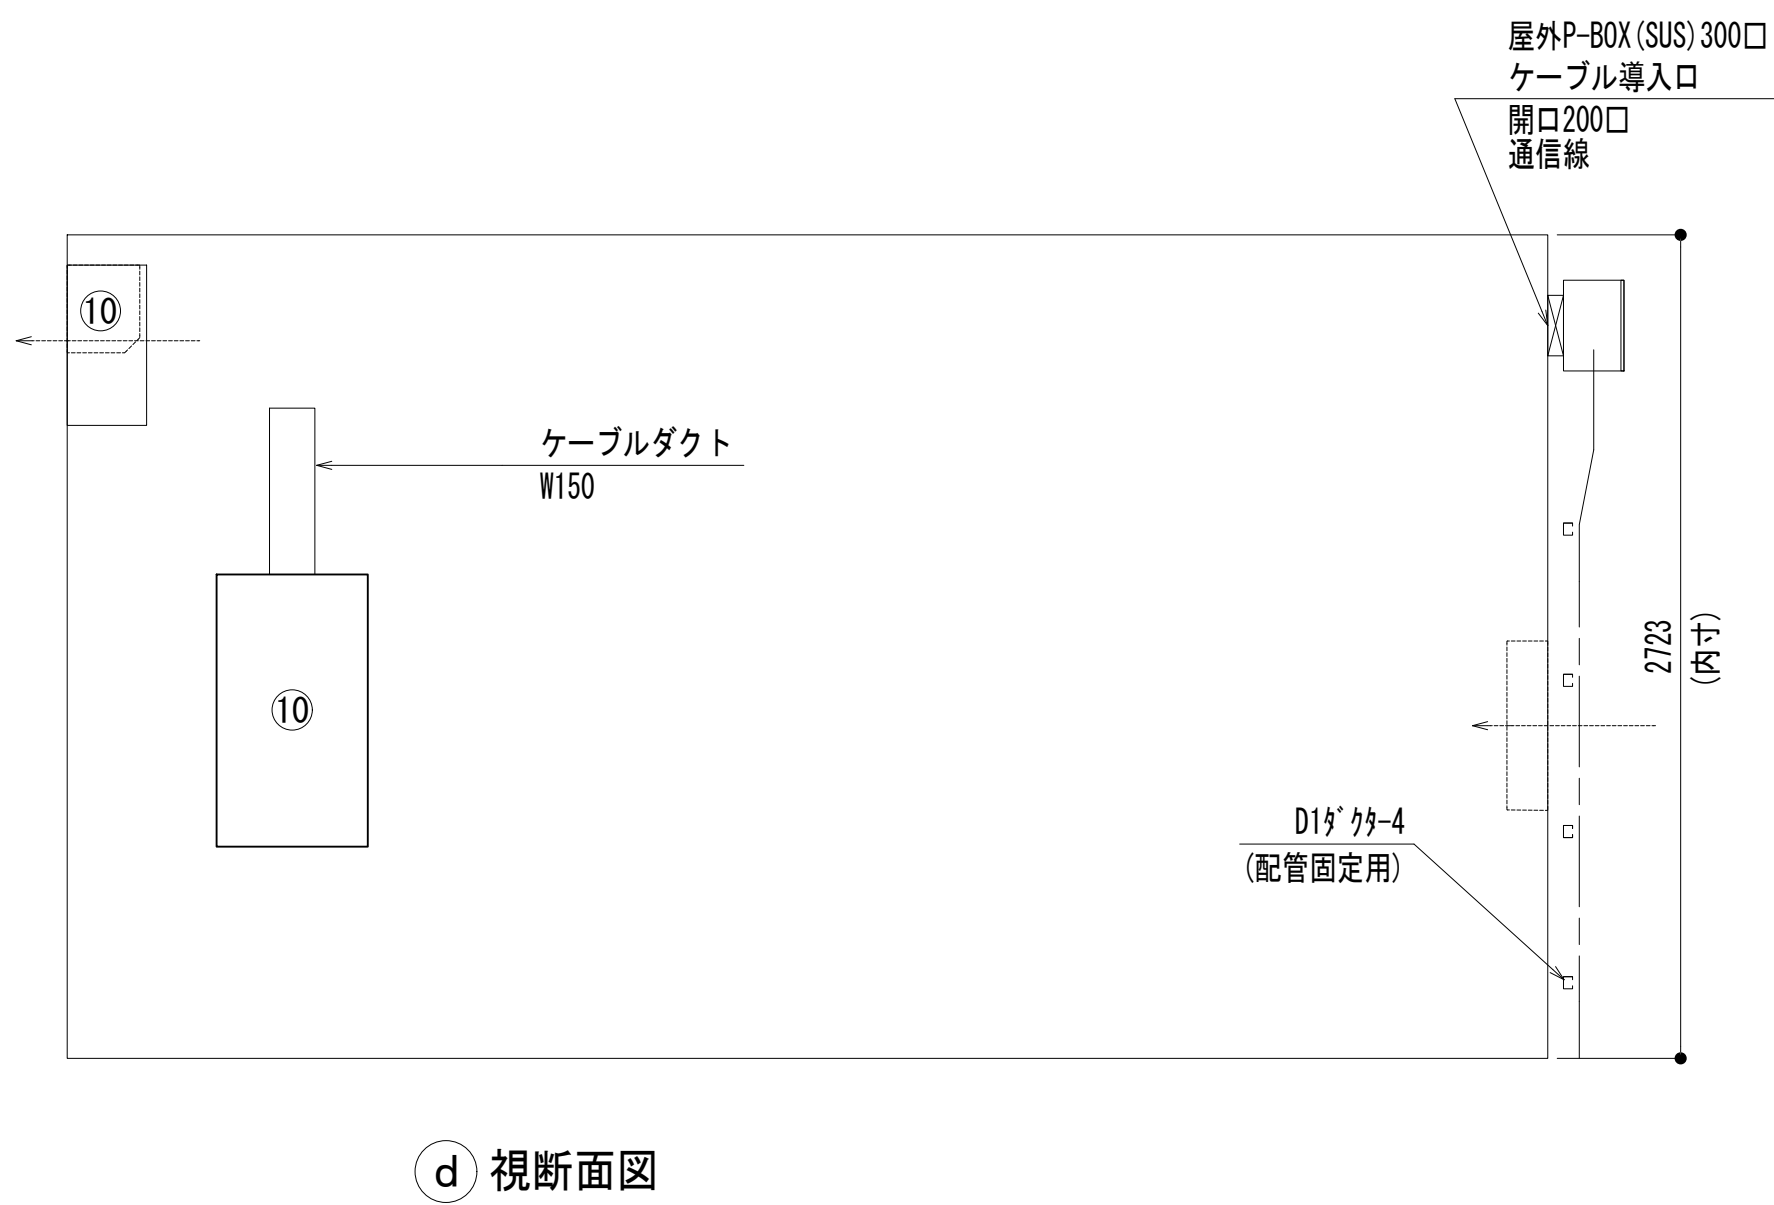 屋外P-BOX(SUS)300□
ケーブル導入口
開口200□
通信線
⑩
ケーブルダクト
W150
⑩
2723
(内寸)
D1ﾀﾞｸﾀ-4
(配管固定用)
ⓓ 視断面図